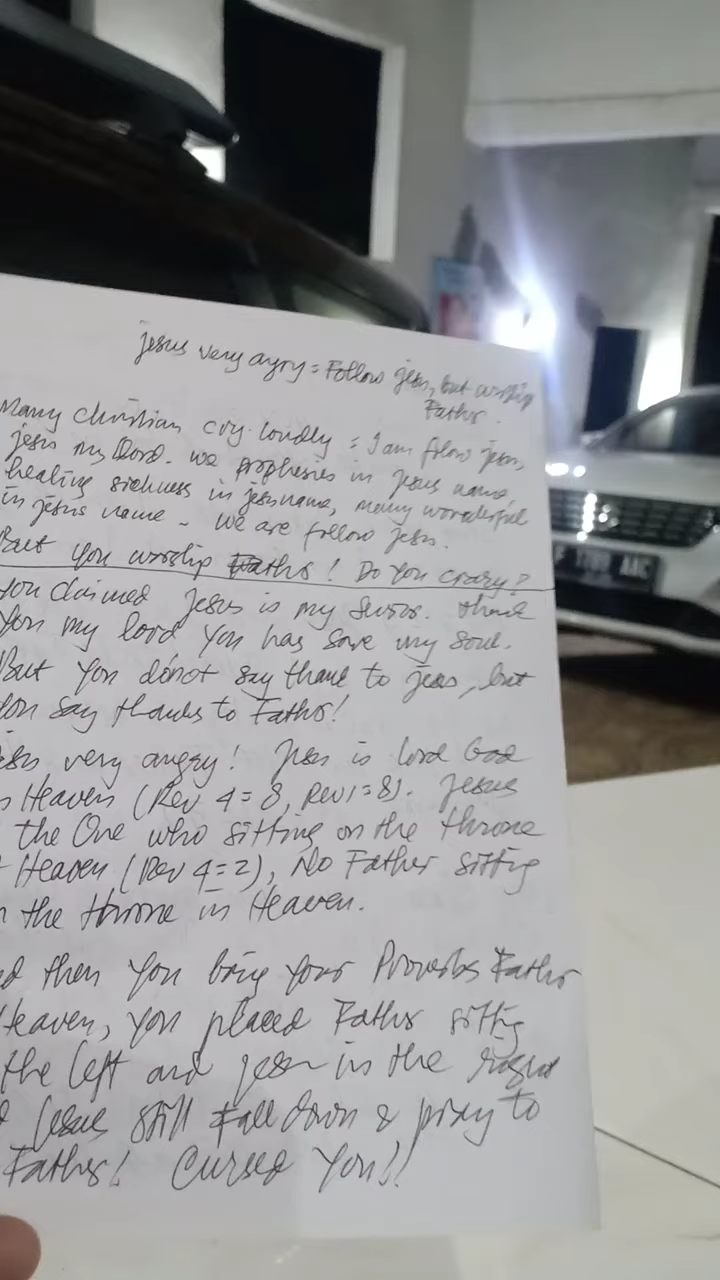 jesus very angry = Follow jesus, but worship
Father.
Many christian cry loudly = I am follow jesus,
jesus my Lord. we prophesies in jesus name,
healing sickness in jesus name, many wonderful
in jesus name - we are follow jesus.
But you worship Father! Do You crazy?
You claimed Jesus is my Savior. thank
You my lord You has save my soul.
But You donot say thank to jesus, but
You say thanks to Father!
very angry! Jesus is lord God
Heaven (Rev 4=8, Rev 1=8). Jesus
the One who sitting on the throne
Heaven (Rev 4=2), No Father sitting
the throne in Heaven.
then You bring Your Proverbs Father
Heaven, You placed Father sitting
the left and jesus in the right
Jesus still Fall down & pray to
Father! Cursed You!!